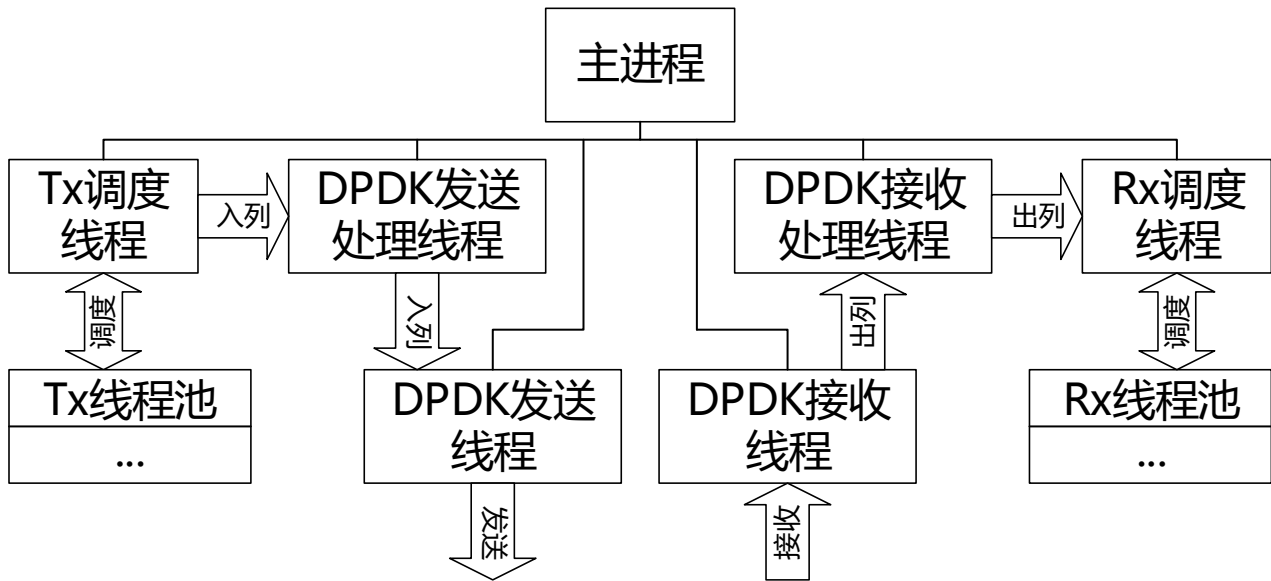 主进程
Tx调度
线程
入列
DPDK发送
处理线程
DPDK接收
处理线程
出列
Rx调度
线程
调度
入列
出列
调度
Tx线程池
...
DPDK发送
线程
DPDK接收
线程
Rx线程池
...
发送
接收